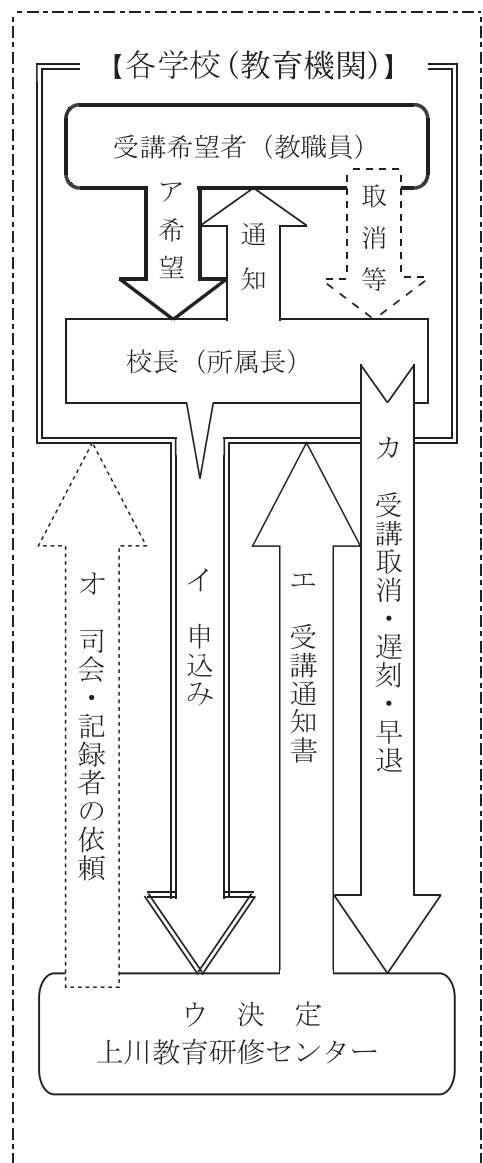 【各学校(教育機関)】
受講希望者（教職員）
ア希望
通知
取消等
校長（所属長）
オ　司会・記録者の依頼
イ　申込み
エ　受講通知書
カ　受講取消・遅刻・早退
ウ　決　定
上川教育研修センター